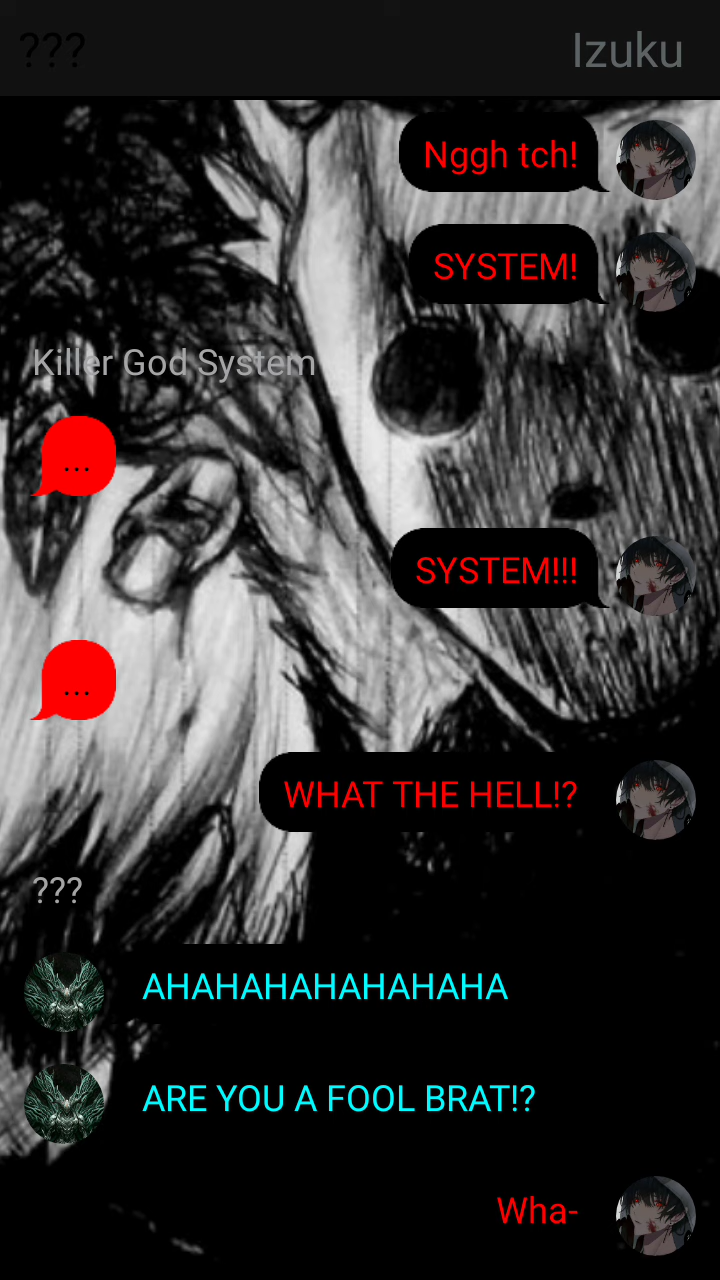 ???
Izuku
Nggh tch!
SYSTEM!
Killer God System
...
SYSTEM!!!
...
WHAT THE HELL!?
???
AHAHAHAHAHAHAHA
ARE YOU A FOOL BRAT!?
Wha-